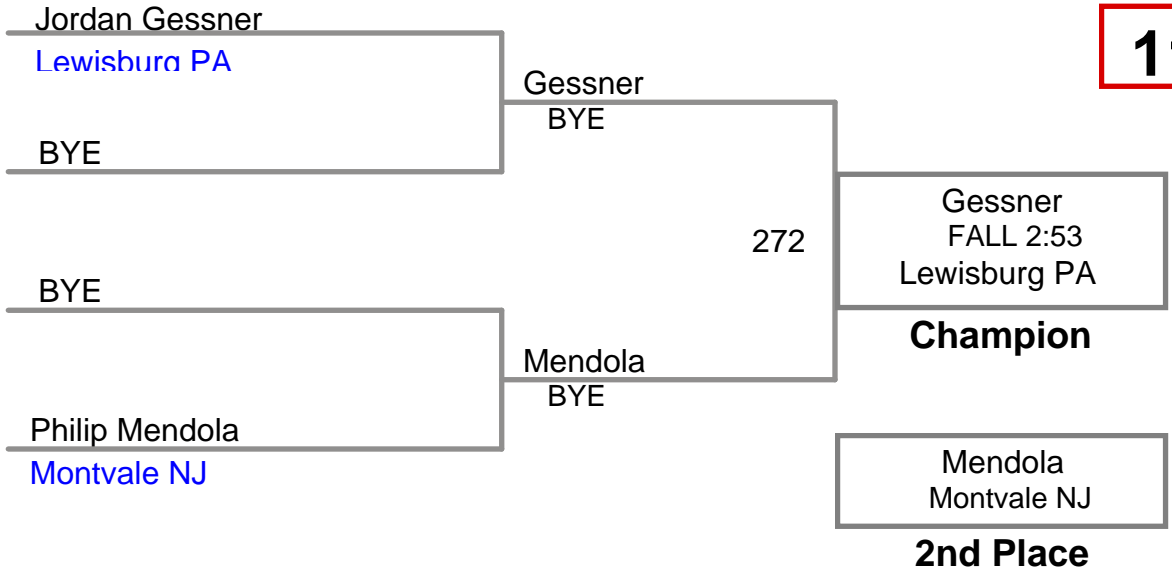 Jordan Gessner
Lewisburg PA
Gessner
BYE
BYE
272
Gessner
FALL 2:53
Lewisburg PA
Champion
BYE
Mendola
BYE
Philip Mendola
Montvale NJ
Mendola
Montvale NJ
2nd Place